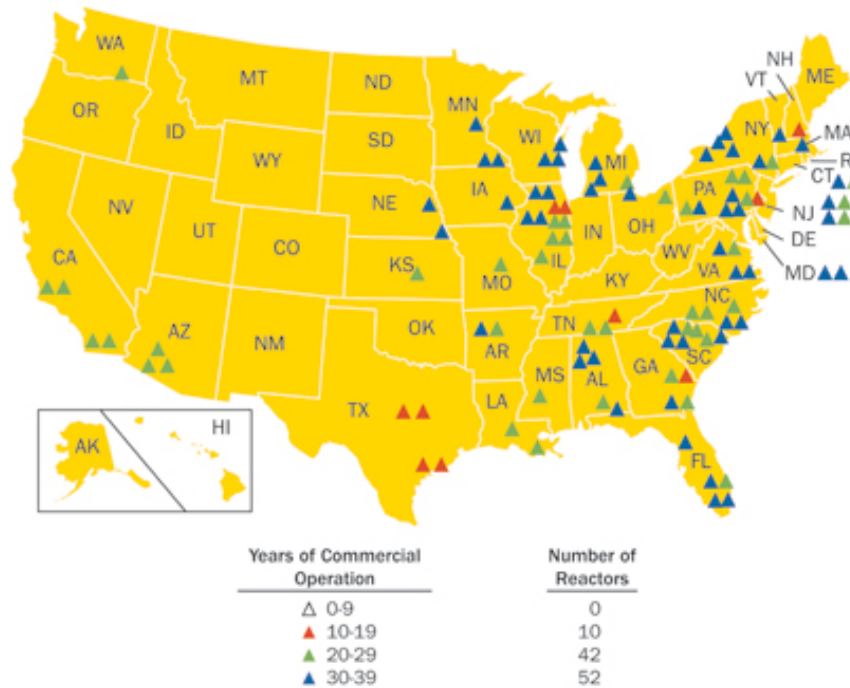 WA
MT
ND
MN
OR
ID
WY
SD
WI
MI
NY
VT
NH
ME
MA
R
CT
NV
UT
CO
NE
IA
IL
IN
OH
PA
NJ
DE
MD
WV
VA
CA
AZ
NM
KS
MO
KY
NC
TN
SC
OK
AR
MS
AL
GA
TX
LA
FL
AK
HI
Years of Commercial Number of
Operation Reactors
0-9 0
10-19 10
20-29 42
30-39 52